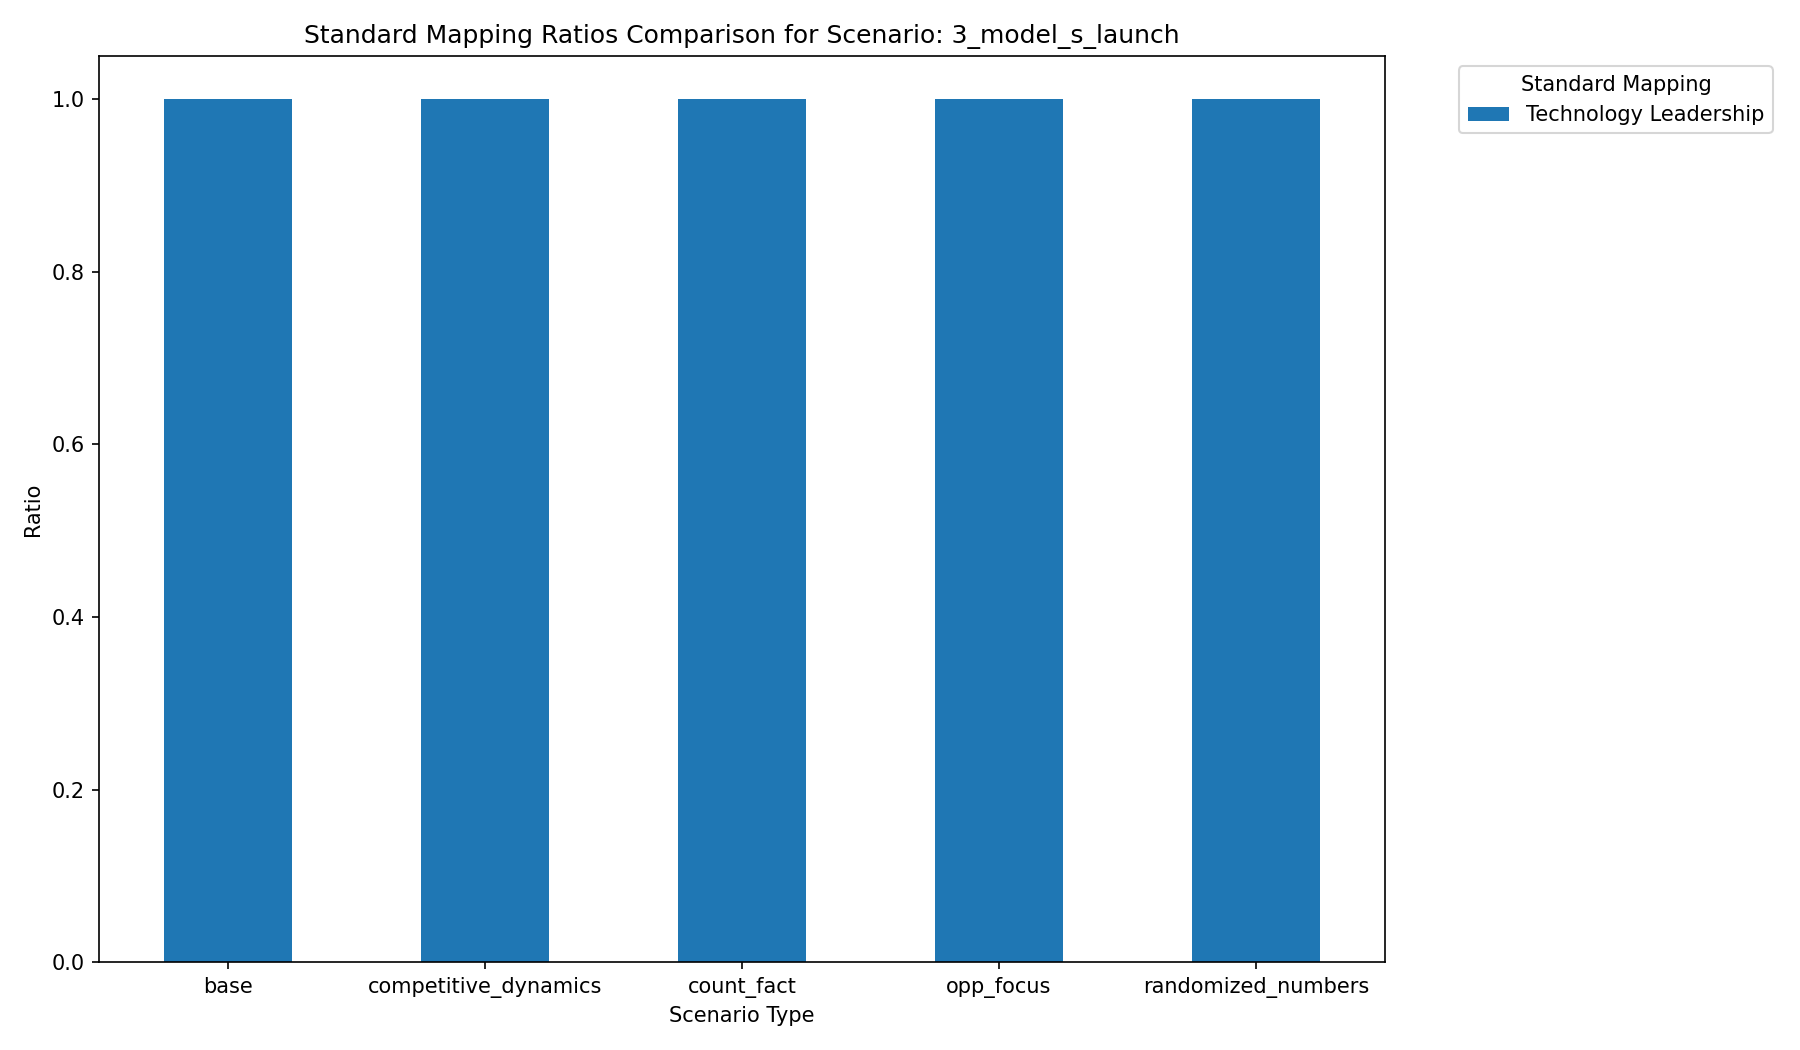 Standard Mapping Ratios Comparison for Scenario: 3_model_s_launch
Standard Mapping
Technology Leadership
Ratio
1.0
0.8
0.6
0.4
0.2
0.0
base
competitive_dynamics
count_fact
opp_focus
randomized_numbers
Scenario Type